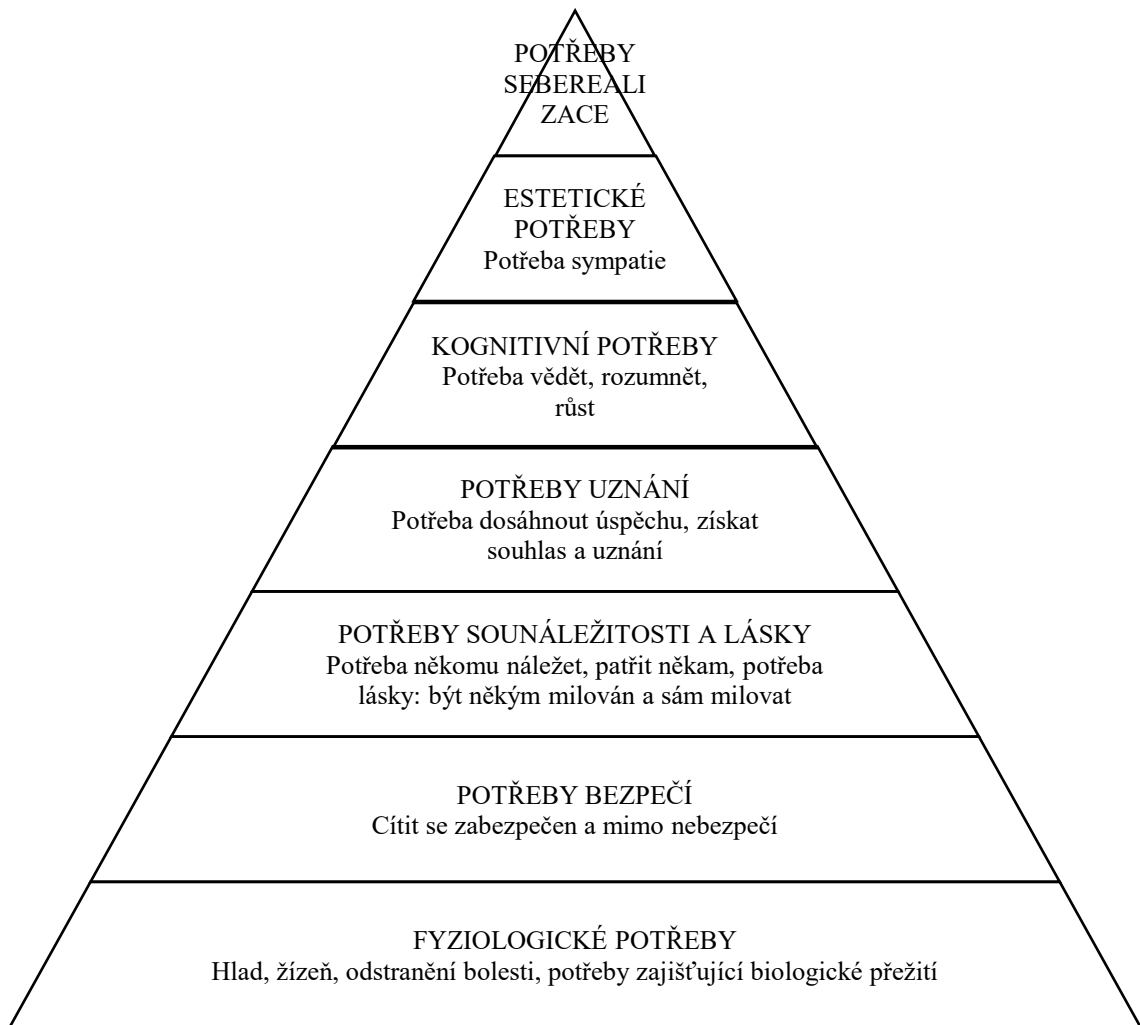 POTŘEBY
SEBEREALI
ZACE
ESTETICKÉ
POTŘEBY
Potřeba sympatie
KOGNITIVNÍ POTŘEBY
Potřeba vědět, rozumnět,
růst
POTŘEBY UZNÁNÍ
Potřeba dosáhnout úspěchu, získat
souhlas a uznání
POTŘEBY SOUNÁLEŽITOSTI A LÁSKY
Potřeba někomu náležet, patřit někam, potřeba
lásky: být někým milován a sám milovat
POTŘEBY BEZPEČÍ
Cítit se zabezpečen a mimo nebezpečí
FYZIOLOGICKÉ POTŘEBY
Hlad, žízeň, odstranění bolesti, potřeby zajišťující biologické přežití